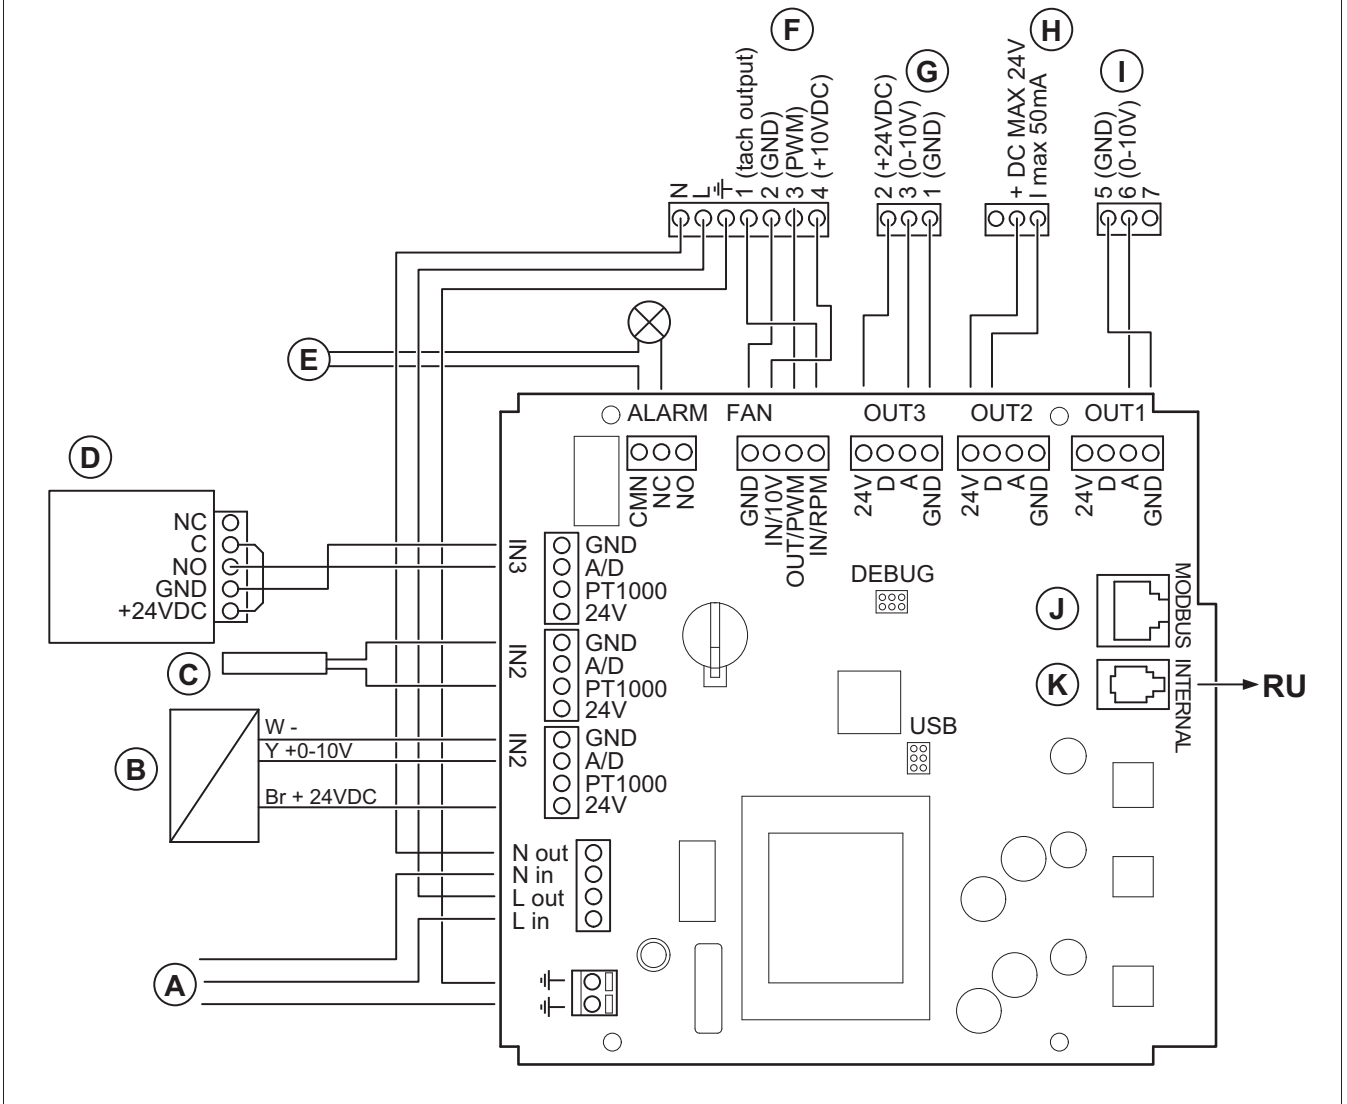 F
H
G
I
N
L
1 (tach output)
2 (GND)
3 (PWM)
4 (+10VDC)
2 (+24VDC)
3 (0-10V)
1 (GND)
+ DC MAX 24V
I max 50mA
5 (GND)
6 (0-10V)
7
E
ALARM FAN OUT3 OUT2 OUT1
CMN
NC
NO
GND
IN/10V
OUT/PWM
IN/RPM
24V
D
A
GND
24V
D
A
GND
24V
D
A
GND
D
NC
C
NO
GND
+24VDC
IN3
GND
A/D
PT1000
24V
DEBUG
J
MODBUS
C
IN2
GND
A/D
PT1000
24V
K
INTERNAL
RU
USB
B
W -
Y +0-10V
Br + 24VDC
IN2
GND
A/D
PT1000
24V
N out
N in
L out
L in
A